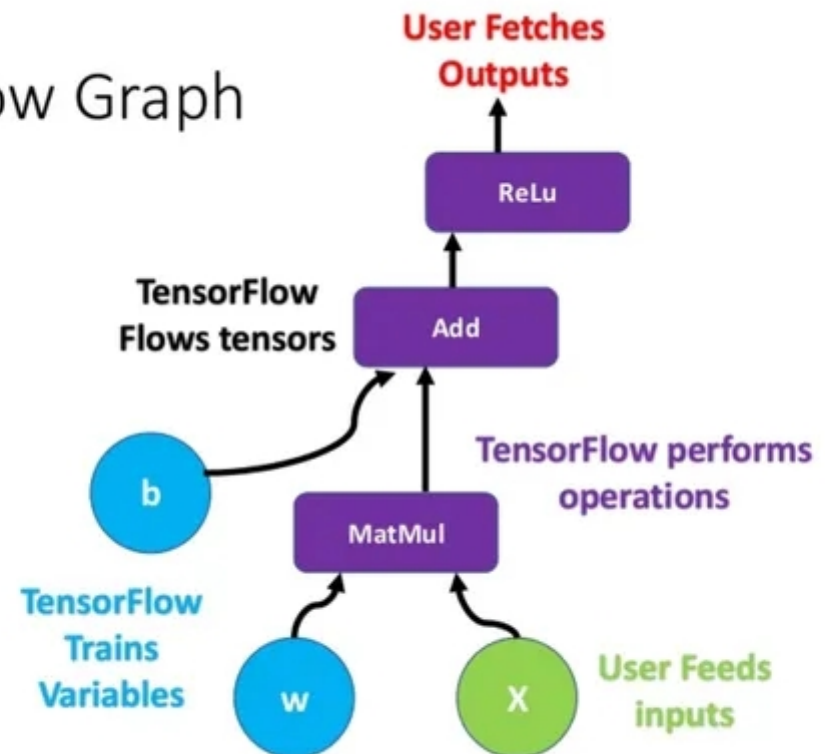 ow Graph
User Fetches
Outputs
ReLu
TensorFlow
Flows tensors
Add
b
TensorFlow performs
operations
MatMul
TensorFlow
Trains
Variables
w
X
User Feeds
inputs